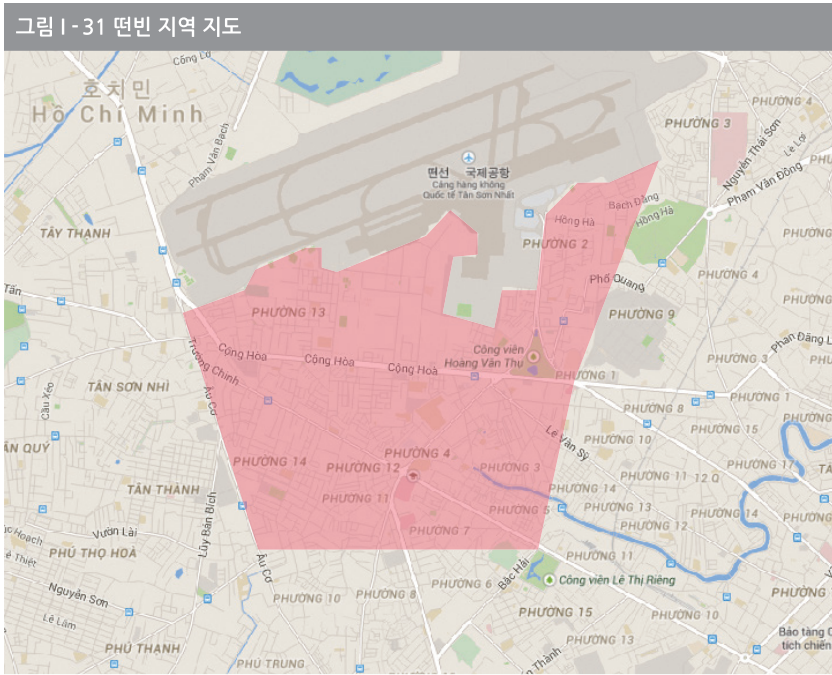 그림 I - 31 떤빈 지역 지도
Cống Lở
호치민
Hồ Chí Minh
PHƯỜNG 4
PHƯỜNG 3
Nguyễn Thái Sơn
Lê Lợi
Phạm Văn Bạch
Phạm Văn Đồng
떤선 국제공항
Cảng hàng không
Quốc tế Tân Sơn Nhất
Bạch Đằng
Hồng Hà
Hồng Hà
TÂY THẠNH
PHƯỜNG
PHƯỜNG 2
PHƯỜNG 4
Phổ Quang
PHƯỜNG 13
PHƯỜNG 9
PHƯỜNG
Phan Đăng L
Trường Chinh
Cộng Hòa
Cộng Hòa
Cộng Hoà
Công viên
Hoàng Văn Thụ
PHƯỜNG 3
PHƯỜNG 1
TÂN SƠN NHÌ
Âu Cơ
Cầu Xéo
PHƯỜNG 1
PHƯỜNG 8
PHƯỜNG
Lê Văn Sỹ
PHƯỜNG 10
ÂN QUÝ
PHƯỜNG 14
PHƯỜNG 12
PHƯỜNG 4
PHƯỜNG 3
PHƯỜNG 11
12 Q
PHƯỜNG 17
TÂN THÀNH
PHƯỜNG 11
PHƯỜNG 14
PHƯỜNG 5
PHƯỜNG 13
PHƯỜNG 14
PHƯỜNG
PHƯỜNG 12
Lũy Bán Bích
PHƯỜNG 7
Vườn Lài
PHÚ THỌ HOÀ
Âu Cơ
Bắc Hải
PHƯỜNG 11
PHƯỜNG 6
Công viên Lê Thị Riêng
Nguyễn Sơn
PHƯỜNG 10
PHƯỜNG 8
PHƯỜNG 15
PHƯỜNG 10
Lê Lâm
PHÚ THẠNH
PHÚ TRUNG
PHƯỜNG 13
Bảo tàng C
tích chiến
Thành